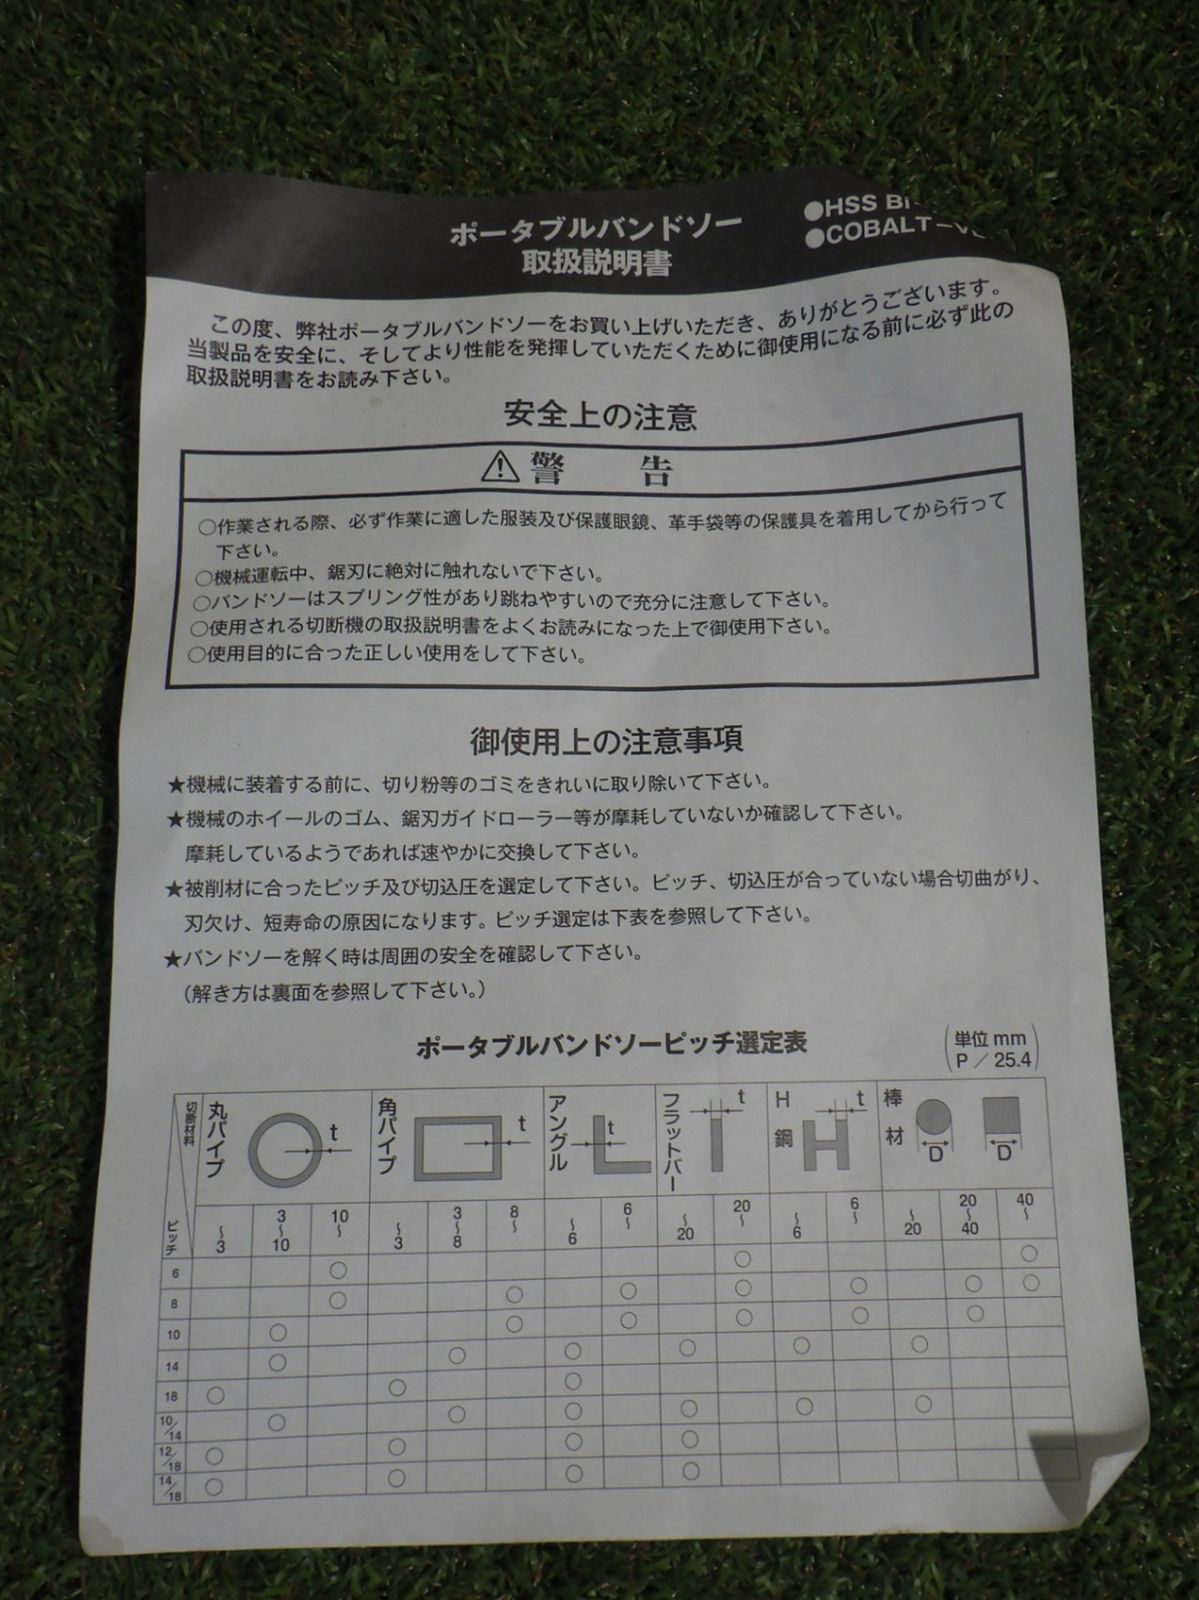 ポータブルバンドソー
取扱説明書
●HSS
●COBALT
この度、弊社ポータブルバンドソーをお買い上げいただき、ありがとうございます。
当製品を安全に、そしてより性能を発揮していただくために御使用になる前に必ず此の
取扱説明書をお読み下さい。
安全上の注意
⚠警 告
○作業される際、必ず作業に適した服装及び保護眼鏡、革手袋等の保護具を着用してから行って
下さい。
○機械運転中、鋸刃に絶対に触れないで下さい。
○バンドソーはスプリング性があり跳ねやすいので充分に注意して下さい。
○使用される切断機の取扱説明書をよくお読みになった上で御使用下さい。
○使用目的に合った正しい使用をして下さい。
御使用上の注意事項
★機械に装着する前に、切り粉等のゴミをきれいに取り除いて下さい。
★機械のホイールのゴム、鋸刃ガイドローラー等が摩耗していないか確認して下さい。
摩耗しているようであれば速やかに交換して下さい。
★被削材に合ったピッチ及び切込圧を選定して下さい。ピッチ、切込圧が合っていない場合切曲がり、
刃欠け、短寿命の原因になります。ピッチ選定は下表を参照して下さい。
★バンドソーを解く時は周囲の安全を確認して下さい。
（解き方は裏面を参照して下さい。）
ポータブルバンドソーピッチ選定表
（単位 mm
P ／ 25.4）
切断材料 丸パイプ t 角パイプ t アングル t フラットバー t H鋼 t 棒材 D D
ピッチ 〜3 3〜10 10〜 〜3 3〜8 8〜 〜6 6〜 〜20 20〜 〜6 6〜 〜20 20〜40 40〜
6 ○ ○ ○
8 ○ ○ ○ ○ ○ ○ ○
10 ○ ○ ○ ○ ○ ○
14 ○ ○ ○ ○ ○ ○
18 ○ ○ ○
10/14 ○ ○ ○ ○ ○ ○
12/18 ○ ○ ○ ○
14/18 ○ ○ ○ ○